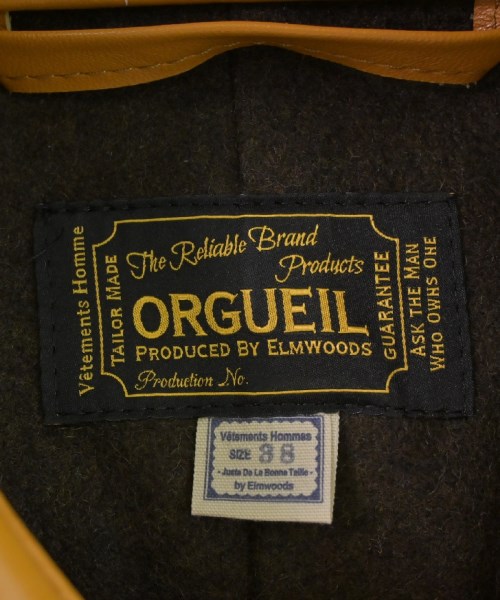 Vêtements Homme
TAILOR MADE
The Reliable Brand
Products
ORGUEIL
PRODUCED BY ELMWOODS
Production No.
GUARANTEE
ASK THE MAN
WHO OWNS ONE
Vêtements Hommes
SIZE 38
- Juste De La Bonne Taille -
by Elmwoods